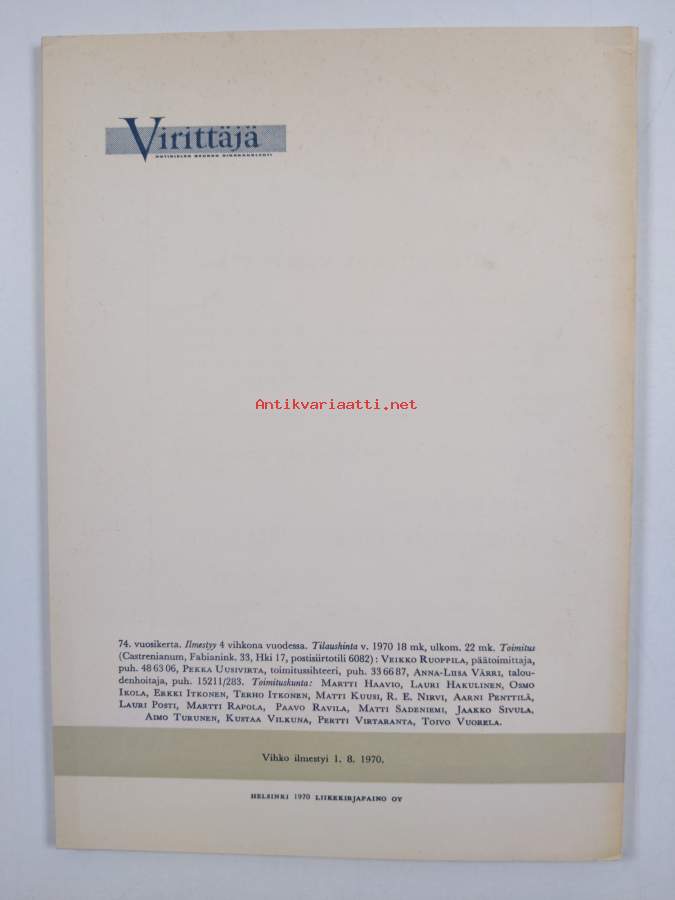 Virittäjä
KOTIKIELEN SEURAN AIKAKAUSLEHTI
Antikvariaatti.net
74. vuosikerta. Ilmestyy 4 vihkona vuodessa. Tilaushinta v. 1970 18 mk, ulkom. 22 mk. Toimitus
(Castrenianum, Fabianink. 33, Hki 17, postisiirtotili 6082): VEIKKO RUOPPILA, päätoimittaja,
puh. 48 63 06, PEKKA UUSIVIRTA, toimitussihteeri, puh. 33 66 87, ANNA-LIISA VÄRRI, talou-
denhoitaja, puh. 15211/283. Toimituskunta: MARTTI HAAVIO, LAURI HAKULINEN, OSMO
IKOLA, ERKKI ITKONEN, TERHO ITKONEN, MATTI KUUSI, R. E. NIRVI, AARNI PENTTILÄ,
LAURI POSTI, MARTTI RAPOLA, PAAVO RAVILA, MATTI SADENIEMI, JAAKKO SIVULA,
AIMO TURUNEN, KUSTAA VILKUNA, PERTTI VIRTARANTA, TOIVO VUORELA.
Vihko ilmestyi 1. 8. 1970.
HELSINKI 1970 LIIKEKIRJAPAINO OY